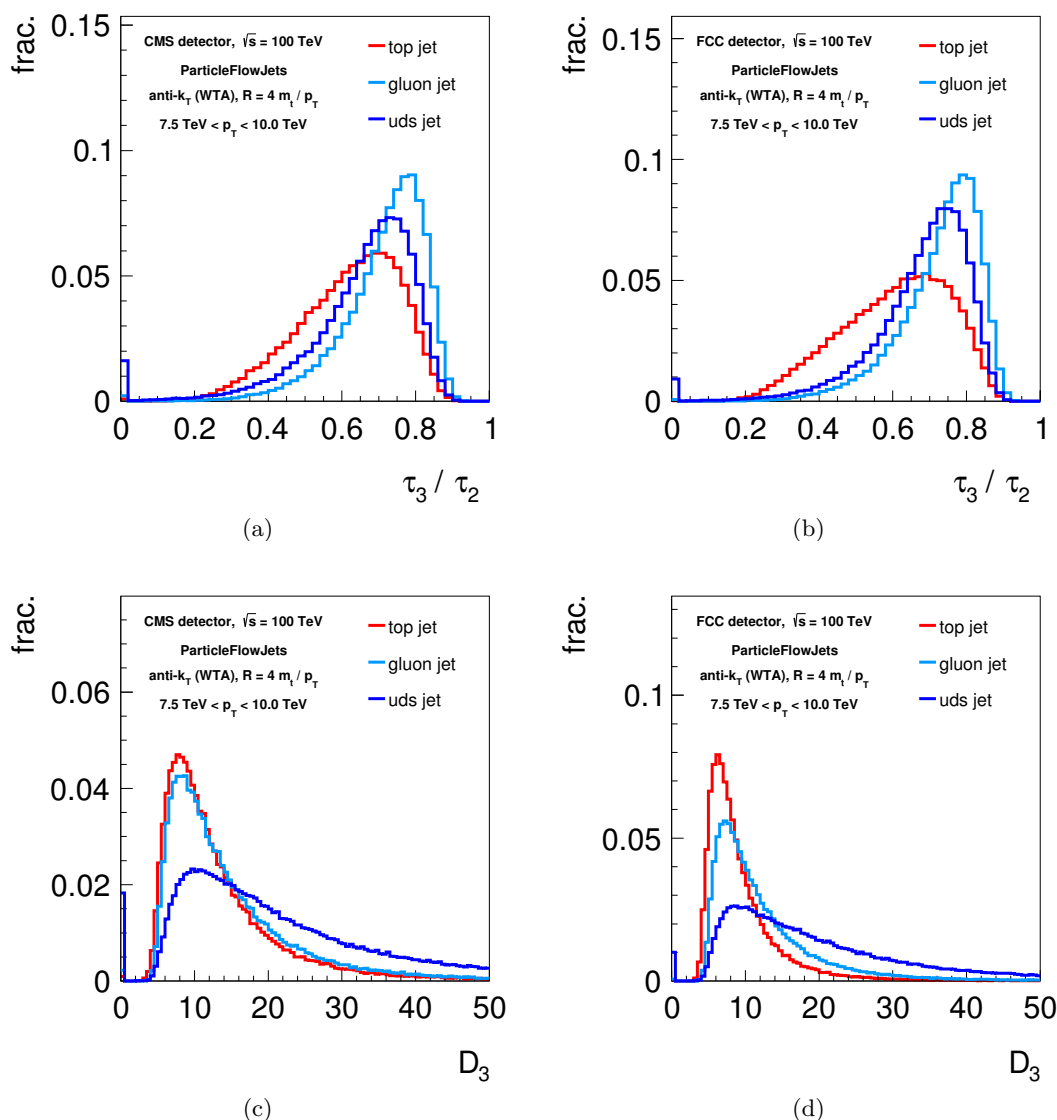 frac.
0.15
0.1
0.05
0
CMS detector, √s = 100 TeV
ParticleFlowJets
anti-k_T (WTA), R = 4 m_t / p_T
7.5 TeV < p_T < 10.0 TeV
top jet
gluon jet
uds jet
0 0.2 0.4 0.6 0.8 1
τ_3 / τ_2
(a)
frac.
0.15
0.1
0.05
0
FCC detector, √s = 100 TeV
ParticleFlowJets
anti-k_T (WTA), R = 4 m_t / p_T
7.5 TeV < p_T < 10.0 TeV
top jet
gluon jet
uds jet
0 0.2 0.4 0.6 0.8 1
τ_3 / τ_2
(b)
frac.
0.06
0.04
0.02
0
CMS detector, √s = 100 TeV
ParticleFlowJets
anti-k_T (WTA), R = 4 m_t / p_T
7.5 TeV < p_T < 10.0 TeV
top jet
gluon jet
uds jet
0 10 20 30 40 50
D_3
(c)
frac.
0.1
0.05
0
FCC detector, √s = 100 TeV
ParticleFlowJets
anti-k_T (WTA), R = 4 m_t / p_T
7.5 TeV < p_T < 10.0 TeV
top jet
gluon jet
uds jet
0 10 20 30 40 50
D_3
(d)